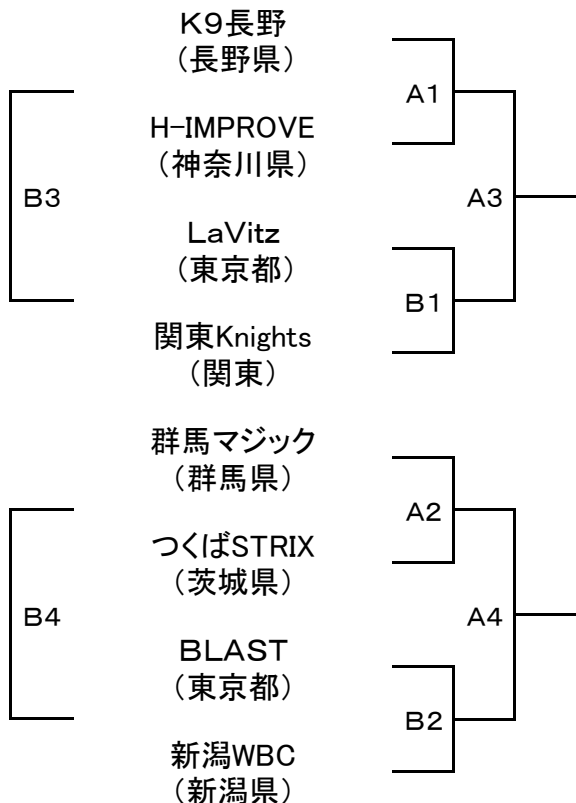 K9長野
（長野県）
A1
H-IMPROVE
（神奈川県）
B3
A3
LaVitz
（東京都）
B1
関東Knights
（関東）
群馬マジック
（群馬県）
A2
つくばSTRIX
（茨城県）
B4
A4
BLAST
（東京都）
B2
新潟WBC
（新潟県）